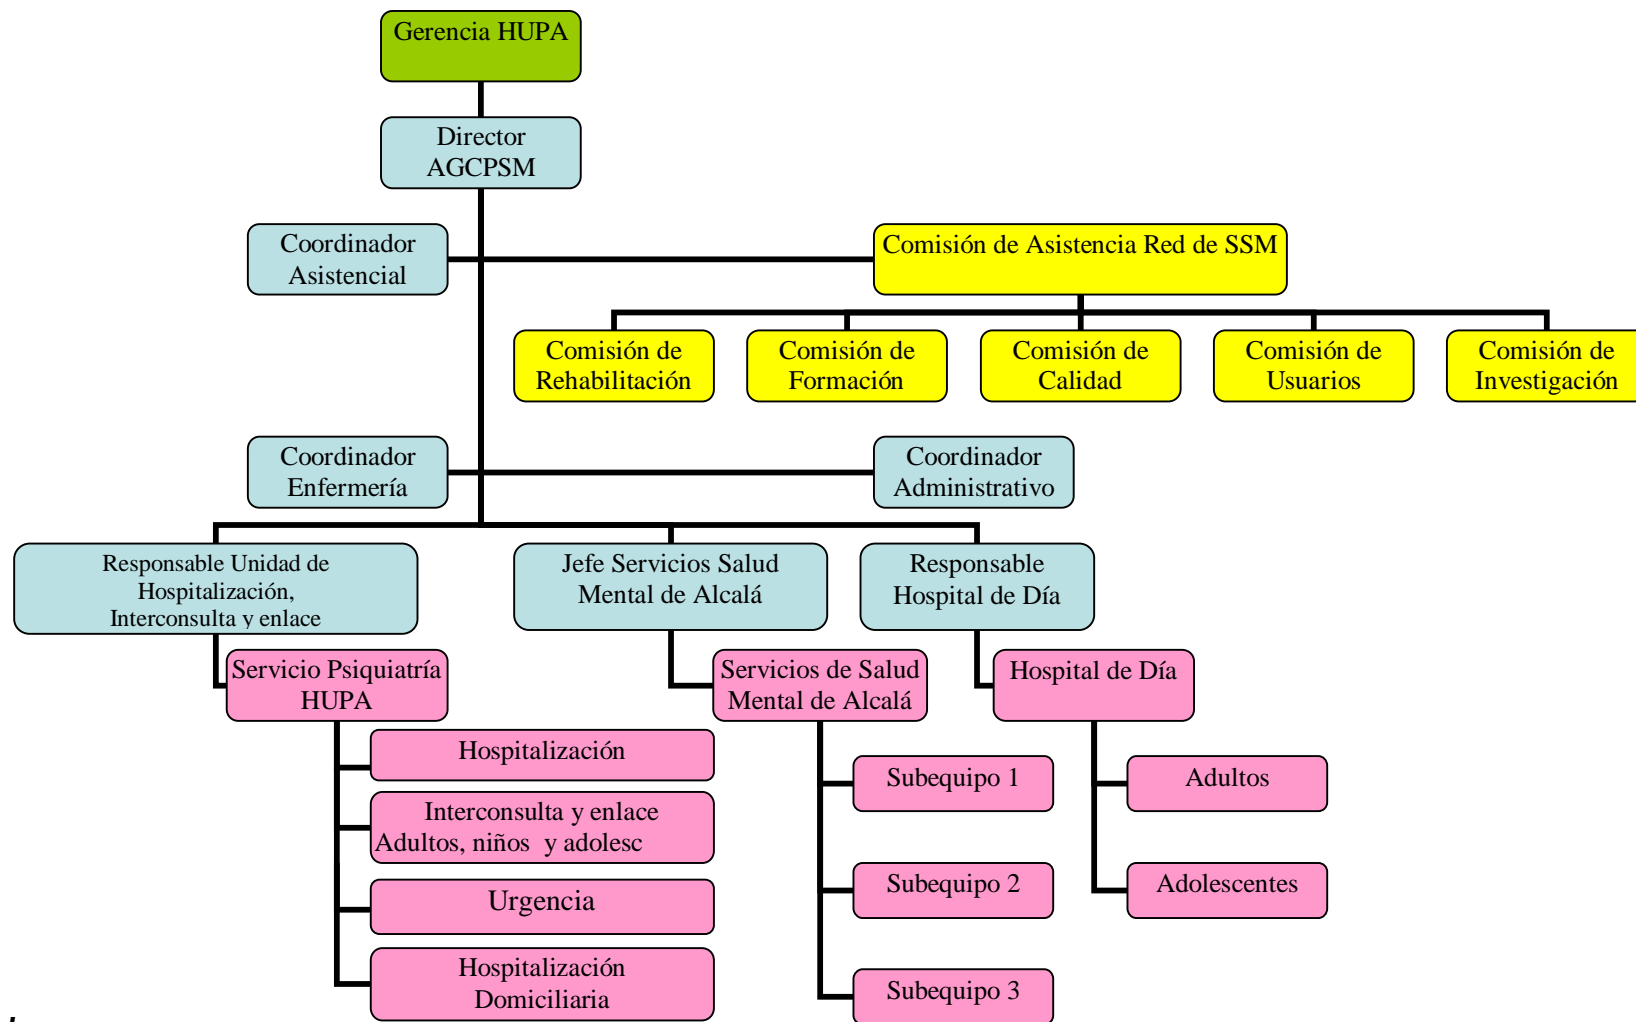 Gerencia HUPA
Director
AGCPSM
Coordinador
Asistencial
Comisión de Asistencia Red de SSM
Comisión de
Rehabilitación
Comisión de
Formación
Comisión de
Calidad
Comisión de
Usuarios
Comisión de
Investigación
Coordinador
Enfermería
Coordinador
Administrativo
Responsable Unidad de
Hospitalización,
Interconsulta y enlace
Jefe Servicios Salud
Mental de Alcalá
Responsable
Hospital de Día
Servicio Psiquiatría
HUPA
Servicios de Salud
Mental de Alcalá
Hospital de Día
Hospitalización
Interconsulta y enlace
Adultos, niños y adolesc
Urgencia
Hospitalización
Domiciliaria
Subequipo 1
Subequipo 2
Subequipo 3
Adultos
Adolescentes